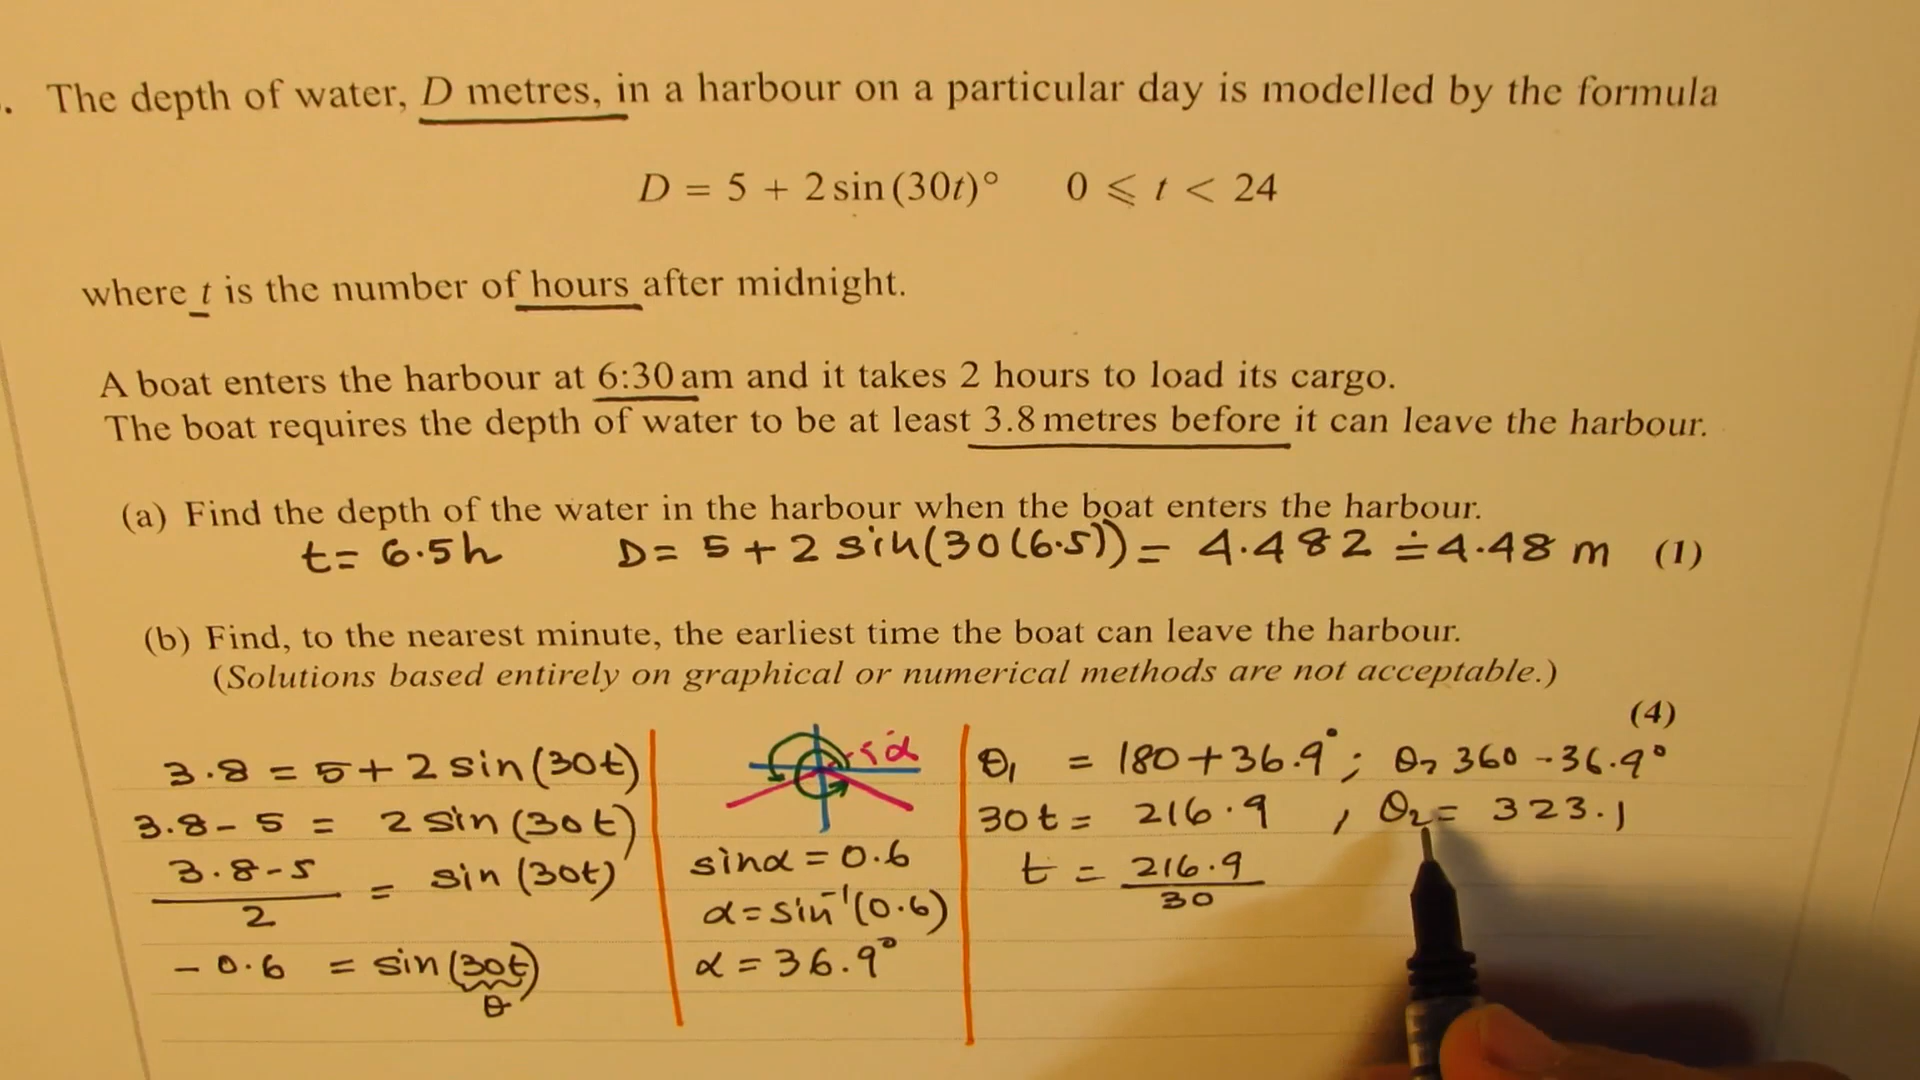 . The depth of water, D metres, in a harbour on a particular day is modelled by the formula
D = 5 + 2 sin (30t)° 0 ⩽ t < 24
where t is the number of hours after midnight.
A boat enters the harbour at 6:30 am and it takes 2 hours to load its cargo.
The boat requires the depth of water to be at least 3.8 metres before it can leave the harbour.
(a) Find the depth of the water in the harbour when the boat enters the harbour.
t = 6.5h D = 5 + 2 sin(30(6.5)) = 4.482 ≐ 4.48 m (1)
(b) Find, to the nearest minute, the earliest time the boat can leave the harbour.
(Solutions based entirely on graphical or numerical methods are not acceptable.)
(4)
3.8 = 5 + 2 sin(30t)
3.8 - 5 = 2 sin (30t)
3.8 - 5
2
= sin (30t)
- 0.6 = sin (30t)
θ
α
sinα = 0.6
α = sin⁻¹(0.6)
α = 36.9°
θ₁ = 180 + 36.9° ; θ₂ 360 - 36.9°
30t = 216.9 , θ₂ = 323.1
t = 216.9
30